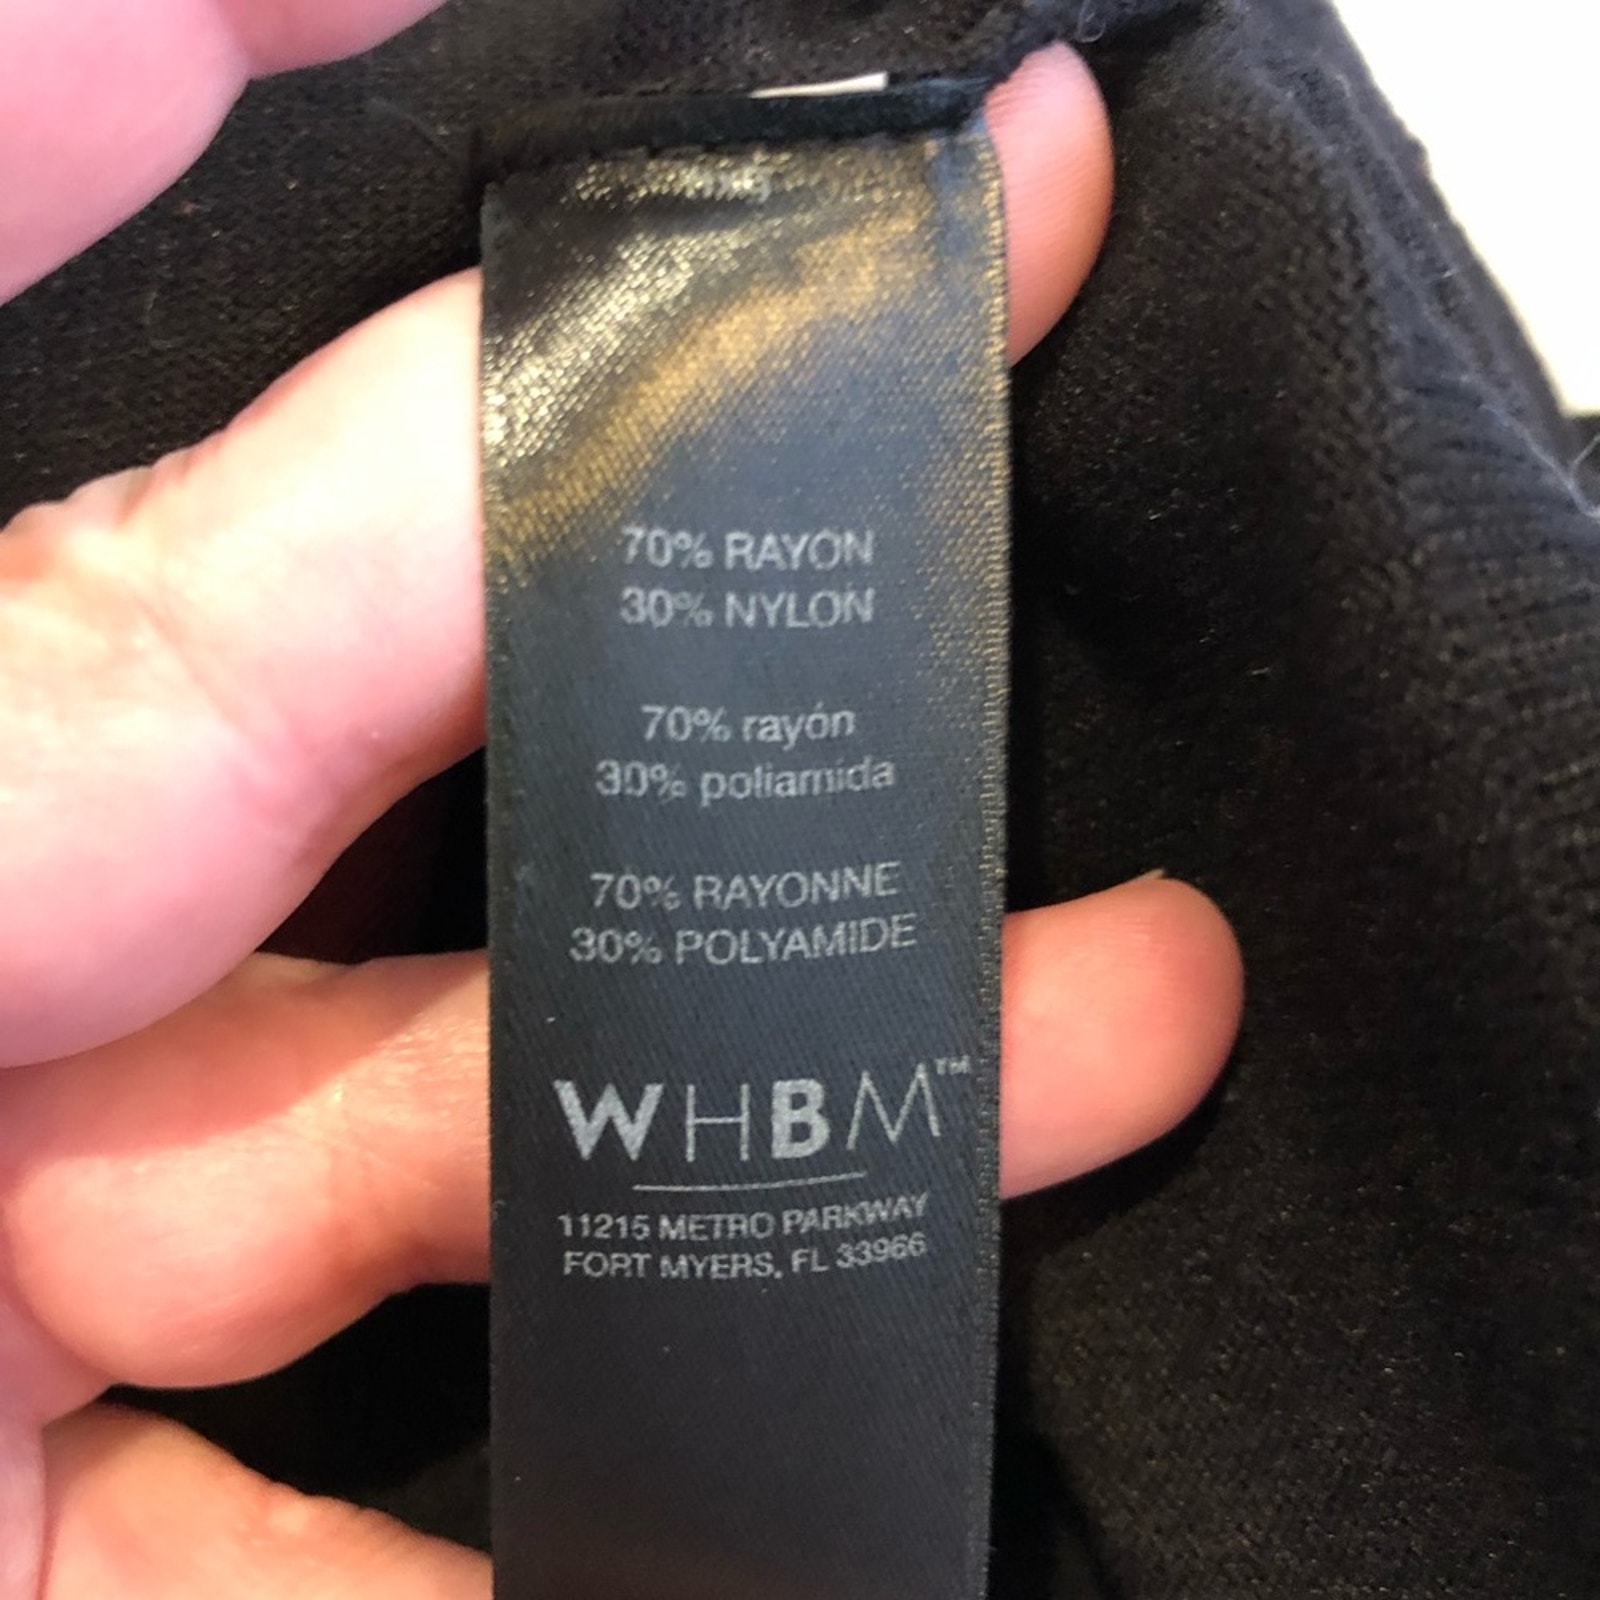 70% RAYON
30% NYLON
70% rayón
30% poliamida
70% RAYONNE
30% POLYAMIDE
WHBM™
11215 METRO PARKWAY
FORT MYERS, FL 33966